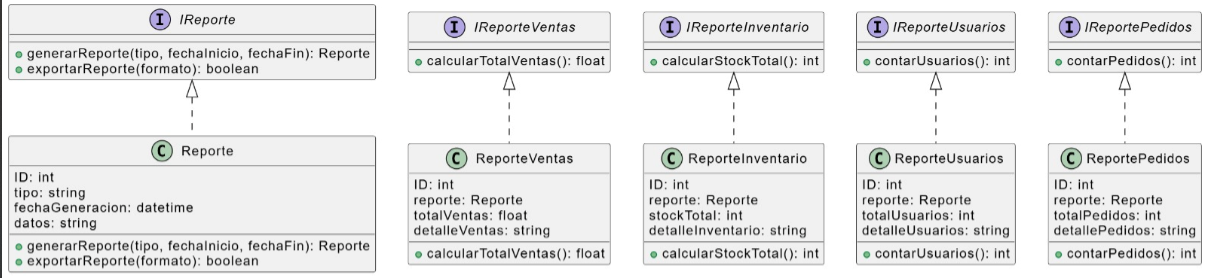 I IReporte
generarReporte(tipo, fechaInicio, fechaFin): Reporte
exportarReporte(formato): boolean
C Reporte
ID: int
tipo: string
fechaGeneracion: datetime
datos: string
generarReporte(tipo, fechaInicio, fechaFin): Reporte
exportarReporte(formato): boolean
I IReporteVentas
calcularTotalVentas(): float
C ReporteVentas
ID: int
reporte: Reporte
totalVentas: float
detalleVentas: string
calcularTotalVentas(): float
I IReporteInventario
calcularStockTotal(): int
C ReporteInventario
ID: int
reporte: Reporte
stockTotal: int
detalleInventario: string
calcularStockTotal(): int
I IReporteUsuarios
contarUsuarios(): int
C ReporteUsuarios
ID: int
reporte: Reporte
totalUsuarios: int
detalleUsuarios: string
contarUsuarios(): int
I IReportePedidos
contarPedidos(): int
C ReportePedidos
ID: int
reporte: Reporte
totalPedidos: int
detallePedidos: string
contarPedidos(): int